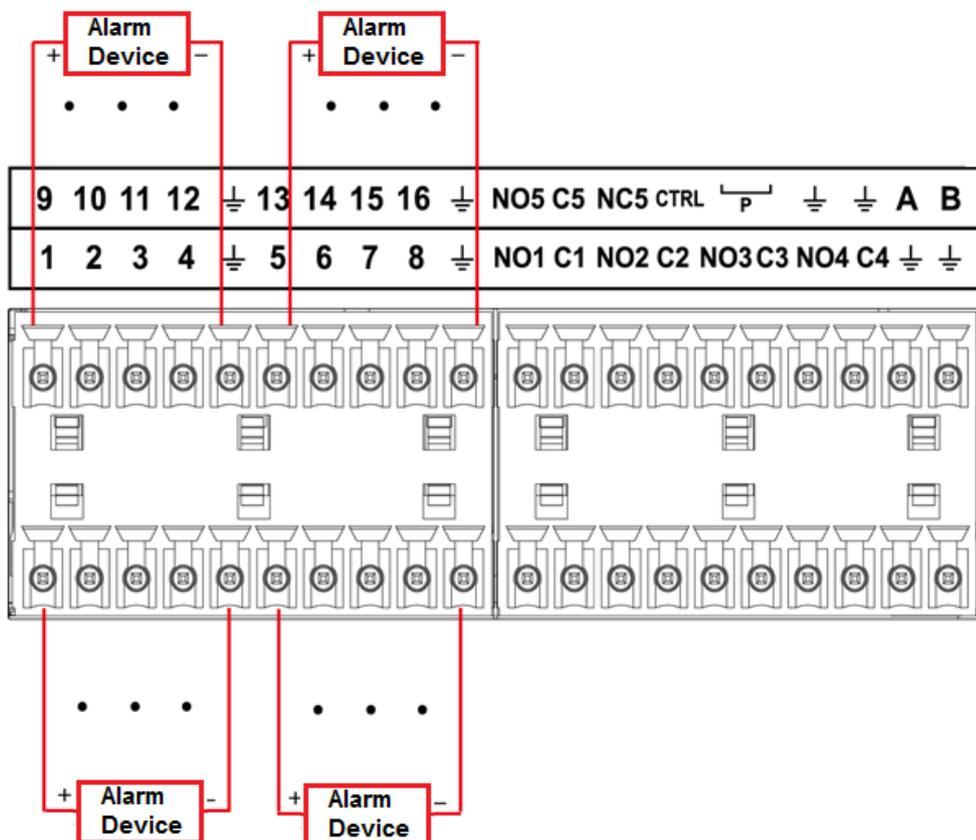 Alarm Device
+ −
Alarm Device
+ −
9 10 11 12 ⏚ 13 14 15 16 ⏚ NO5 C5 NC5 CTRL P ⏚ ⏚ A B
1 2 3 4 ⏚ 5 6 7 8 ⏚ NO1 C1 NO2 C2 NO3 C3 NO4 C4 ⏚ ⏚
+ -
Alarm Device
+ −
Alarm Device